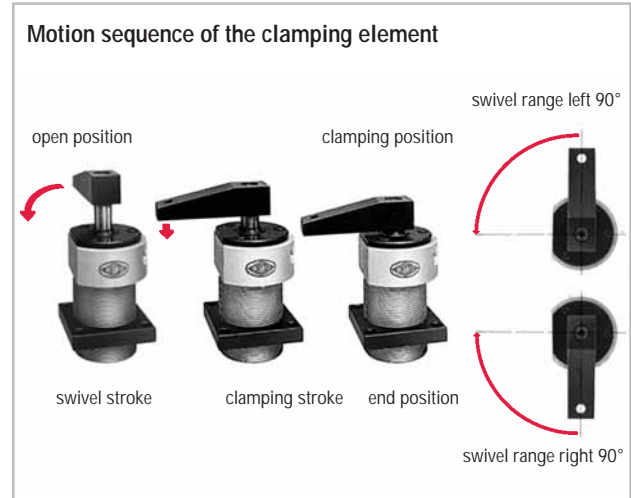 Motion sequence of the clamping element
swivel range left 90°
open position
clamping position
swivel stroke
clamping stroke
end position
swivel range right 90°